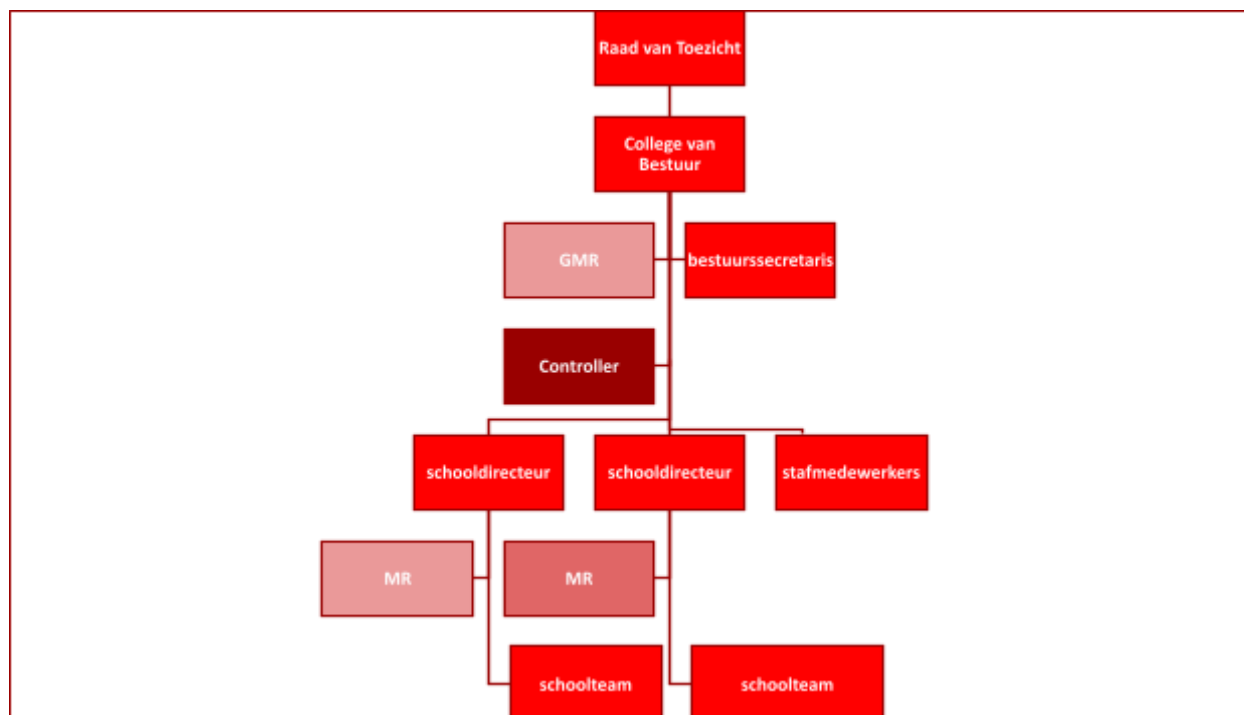 Raad van Toezicht
College van
Bestuur
GMR
bestuurssecretaris
Controller
schooldirecteur
schooldirecteur
stafmedewerkers
MR
MR
schoolteam
schoolteam